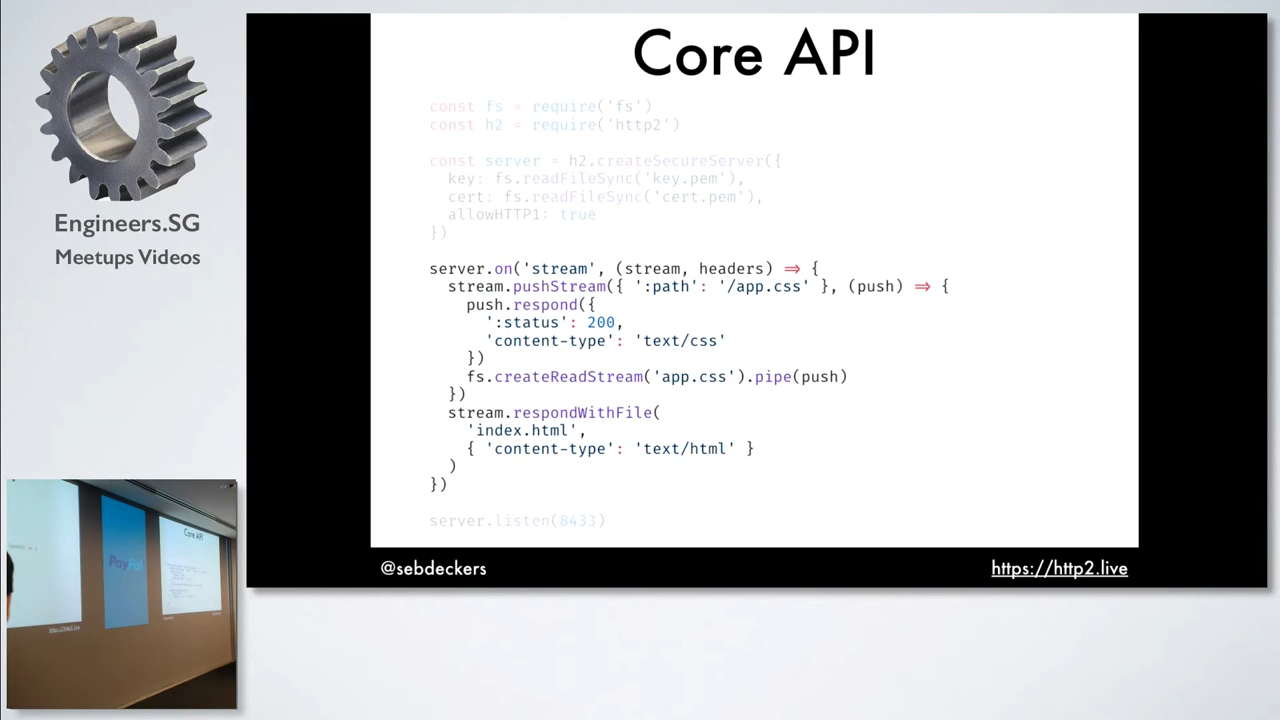 Core API
const fs = require('fs')
const h2 = require('http2')
const server = h2.createSecureServer({
key: fs.readFileSync('key.pem'),
cert: fs.readFileSync('cert.pem'),
allowHTTP1: true
})
server.on('stream', (stream, headers) => {
stream.pushStream({ ':path': '/app.css' }, (push) => {
push.respond({
':status': 200,
'content-type': 'text/css'
})
fs.createReadStream('app.css').pipe(push)
})
stream.respondWithFile(
'index.html',
{ 'content-type': 'text/html' }
)
})
server.listen(8433)
@sebdeckers
https://http2.live
Engineers.SG
Meetups Videos
Core API
PayPal